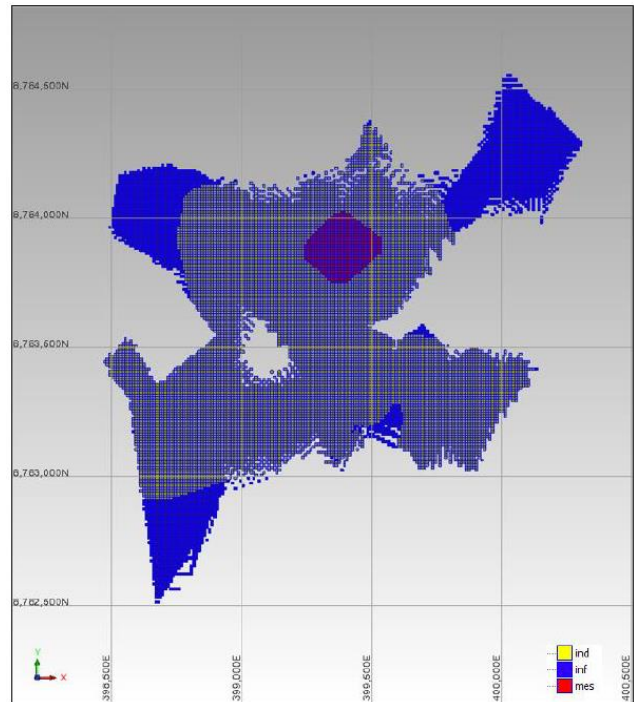 8,764,500N
8,764,000N
8,763,500N
8,763,000N
8,762,500N
Y
X
398,500E
399,000E
399,500E
400,000E
400,500E
ind
inf
mes